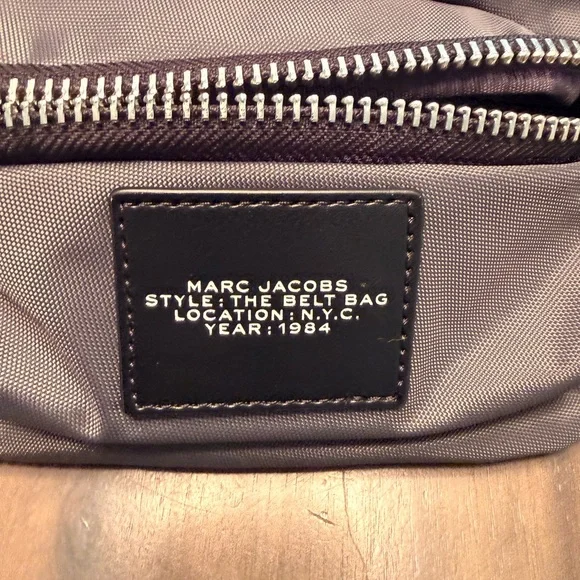 MARC JACOBS
STYLE: THE BELT BAG
LOCATION: N.Y.C.
YEAR: 1984